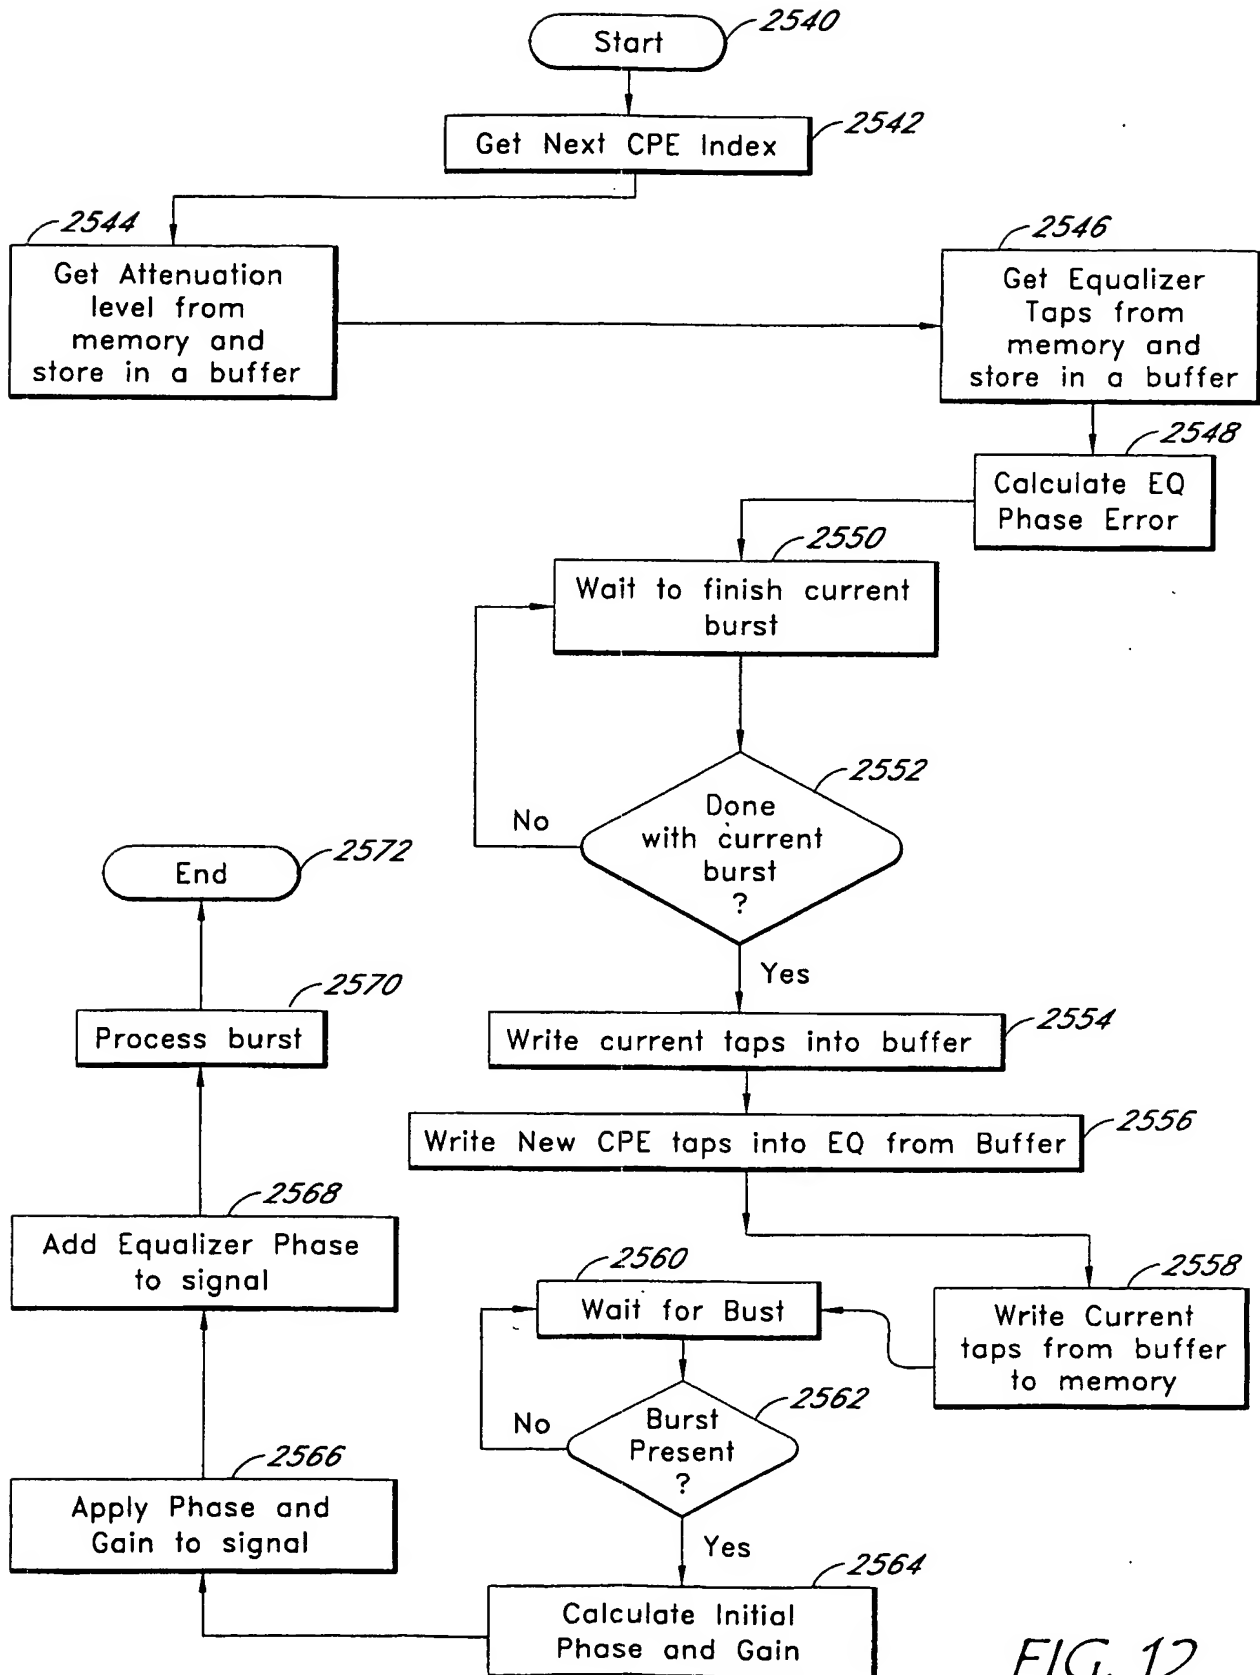 Start
2540
Get Next CPE Index
2542
2544
Get Attenuation
level from
memory and
store in a buffer
2546
Get Equalizer
Taps from
memory and
store in a buffer
2548
Calculate EQ
Phase Error
2550
Wait to finish current
burst
2552
Done
with current
burst
?
No
Yes
2554
Write current taps into buffer
2556
Write New CPE taps into EQ from Buffer
2558
Write Current
taps from buffer
to memory
2560
Wait for Bust
2562
Burst
Present
?
No
Yes
2564
Calculate Initial
Phase and Gain
2566
Apply Phase and
Gain to signal
2568
Add Equalizer Phase
to signal
2570
Process burst
2572
End
FIG. 12